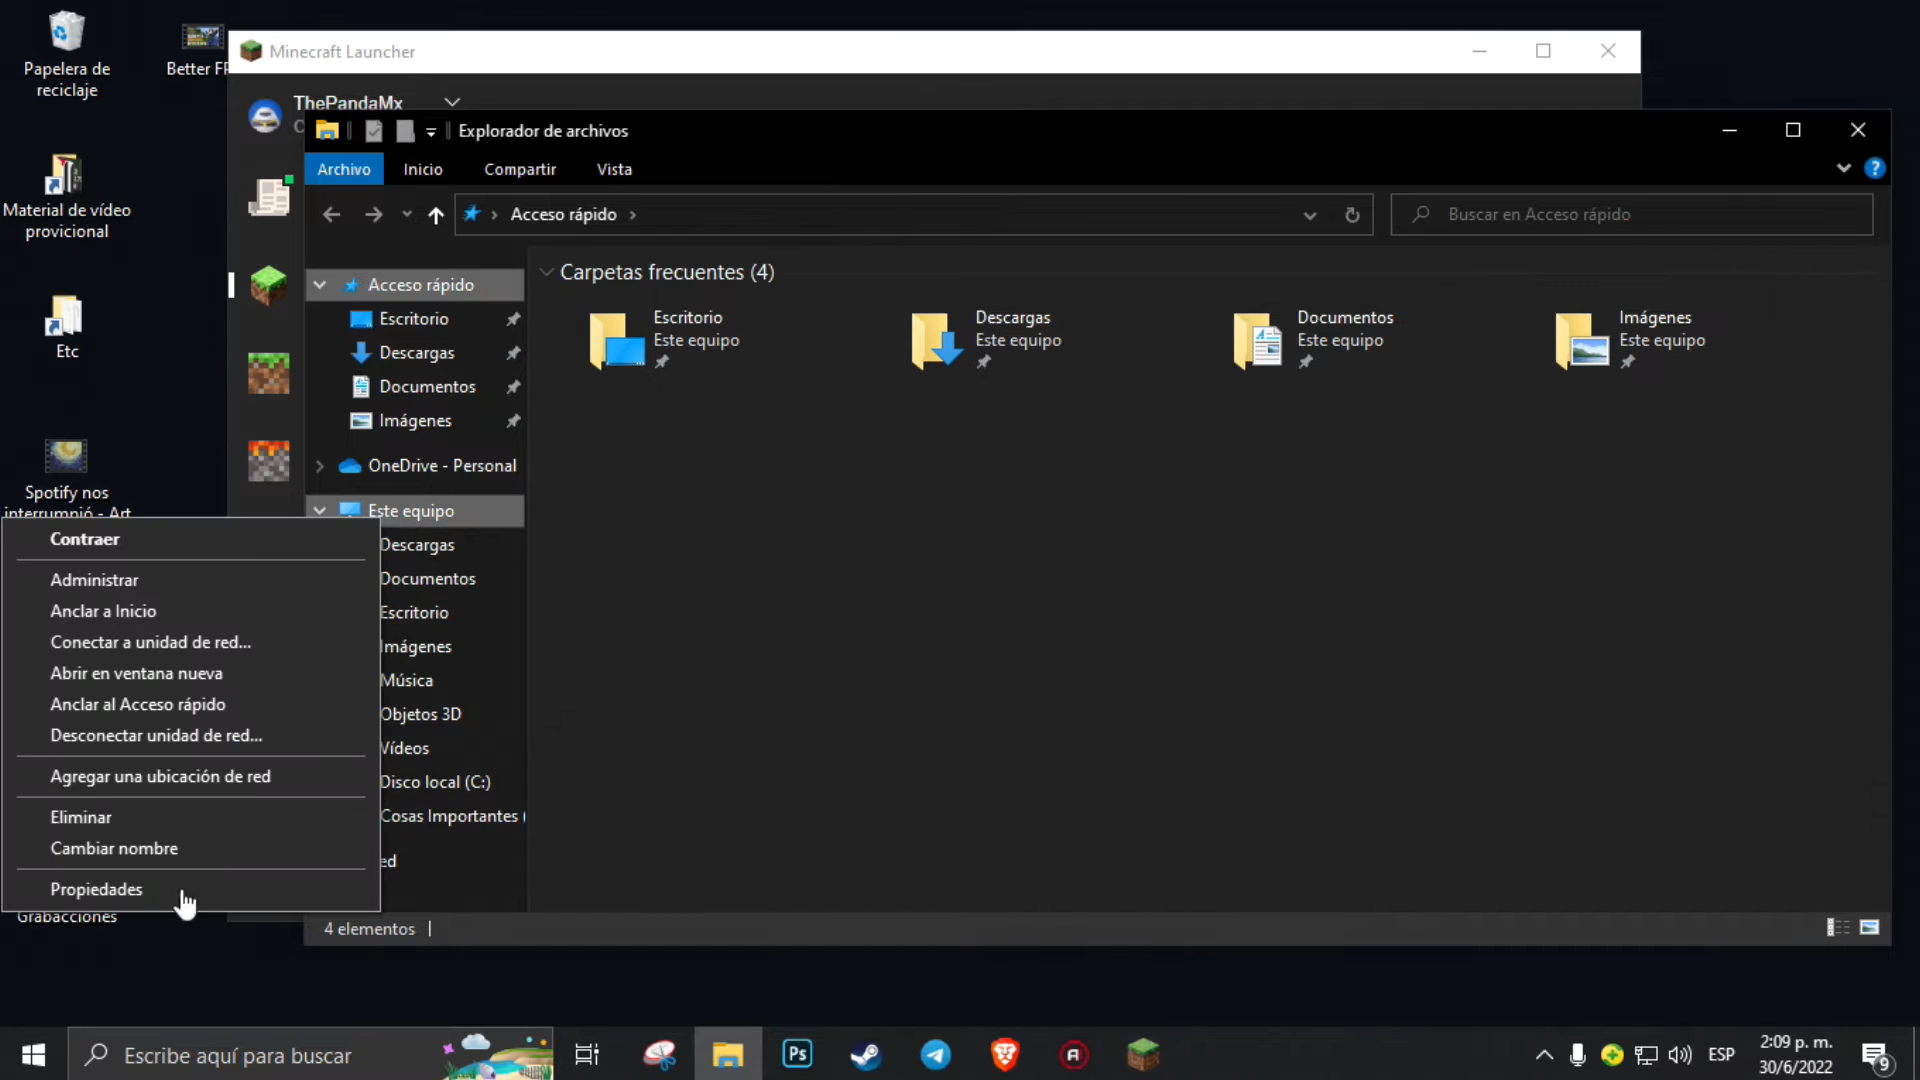 Papelera de
reciclaje
Better FP
Material de vídeo
provicional
Etc
Spotify nos
interrumpió - Art
Grabacciones
Minecraft Launcher
ThePandaMx
Explorador de archivos
Archivo
Inicio
Compartir
Vista
Acceso rápido
Buscar en Acceso rápido
Acceso rápido
Escritorio
Descargas
Documentos
Imágenes
OneDrive - Personal
Este equipo
Descargas
Documentos
Escritorio
Imágenes
Música
Objetos 3D
Vídeos
Disco local (C:)
Cosas Importantes (
ed
Carpetas frecuentes (4)
Escritorio
Este equipo
Descargas
Este equipo
Documentos
Este equipo
Imágenes
Este equipo
Contraer
Administrar
Anclar a Inicio
Conectar a unidad de red...
Abrir en ventana nueva
Anclar al Acceso rápido
Desconectar unidad de red...
Agregar una ubicación de red
Eliminar
Cambiar nombre
Propiedades
4 elementos
Escribe aquí para buscar
Ps
ESP
2:09 p. m.
30/6/2022
9